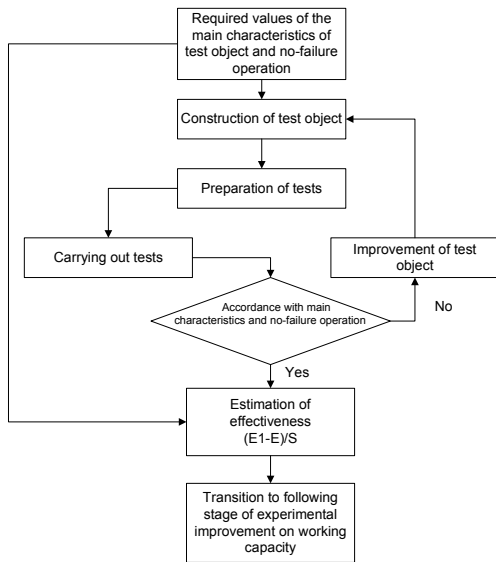 Required values of the
main characteristics of
test object and no-failure
operation
Construction of test object
Preparation of tests
Carrying out tests
Improvement of test
object
Accordance with main
characteristics and no-failure operation
No
Yes
Estimation of
effectiveness
(E1-E)/S
Transition to following
stage of experimental
improvement on working
capacity